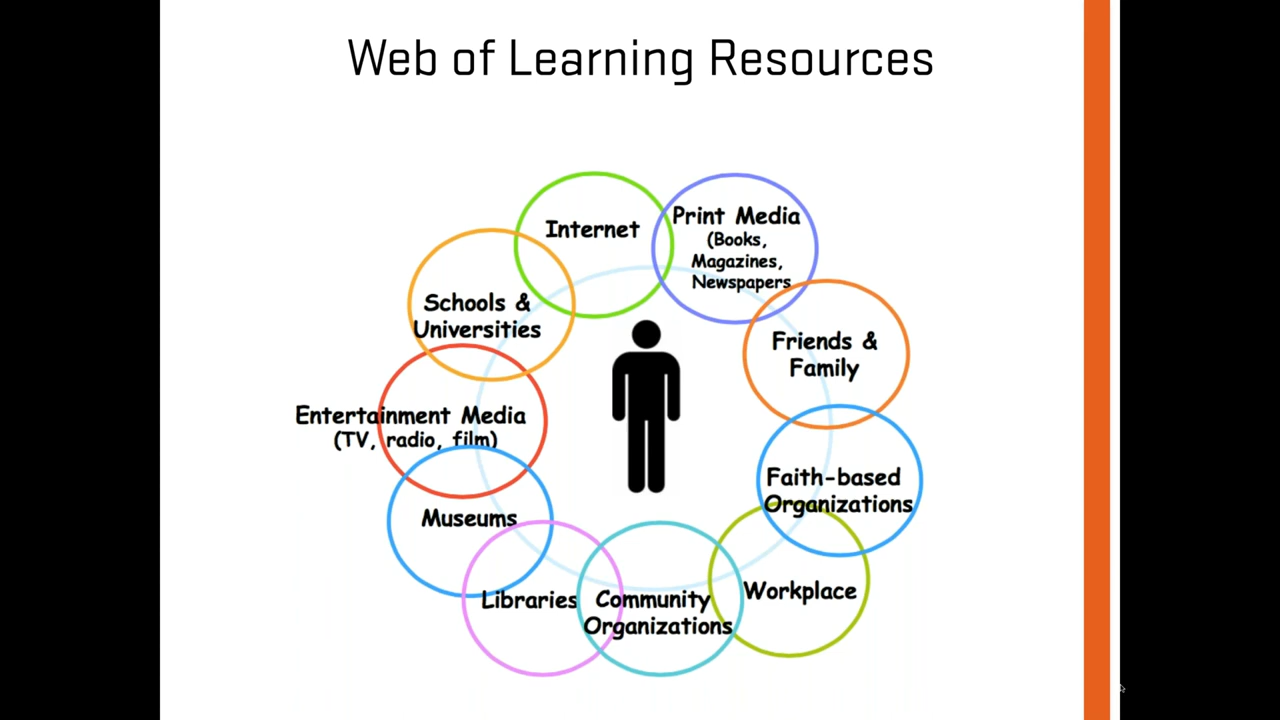 Web of Learning Resources
Internet
Print Media
(Books,
Magazines,
Newspapers
Schools &
Universities
Friends &
Family
Entertainment Media
(TV, radio, film)
Faith-based
Organizations
Museums
Libraries
Community
Organizations
Workplace